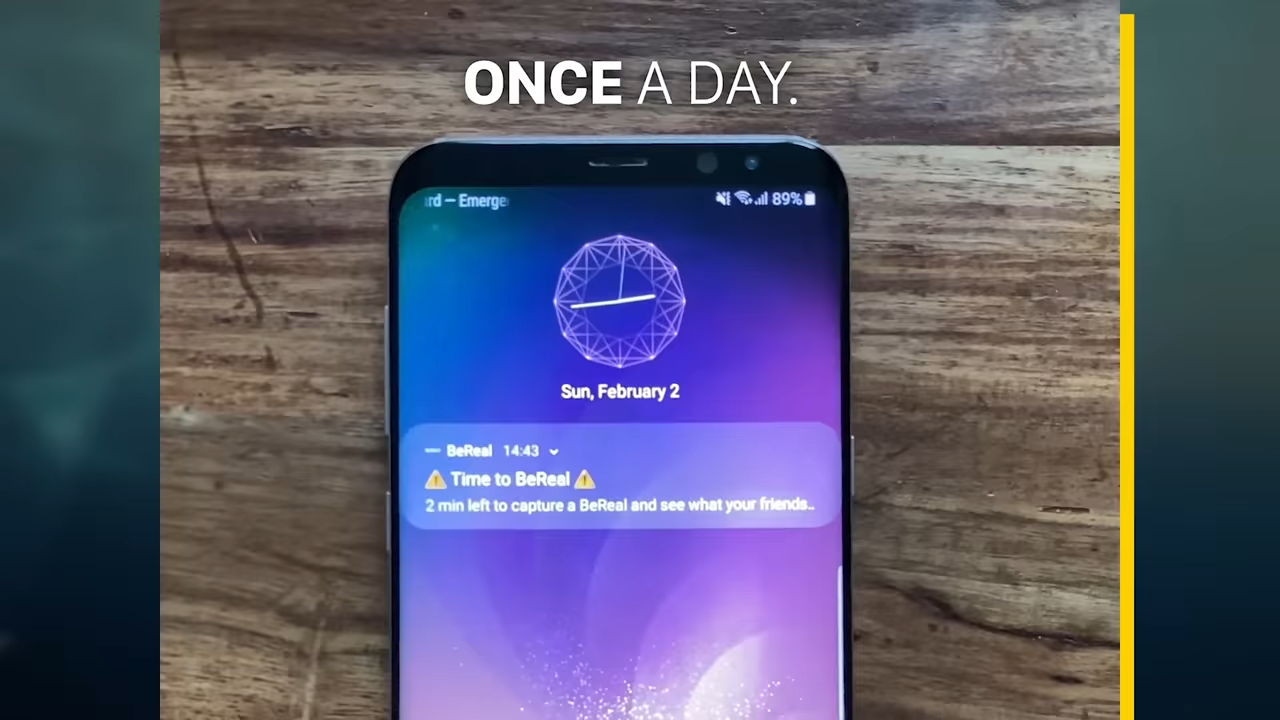 ONCE A DAY.
rd – Emerge
89%
Sun, February 2
BeReal 14:43
⚠️ Time to BeReal ⚠️
2 min left to capture a BeReal and see what your friends..